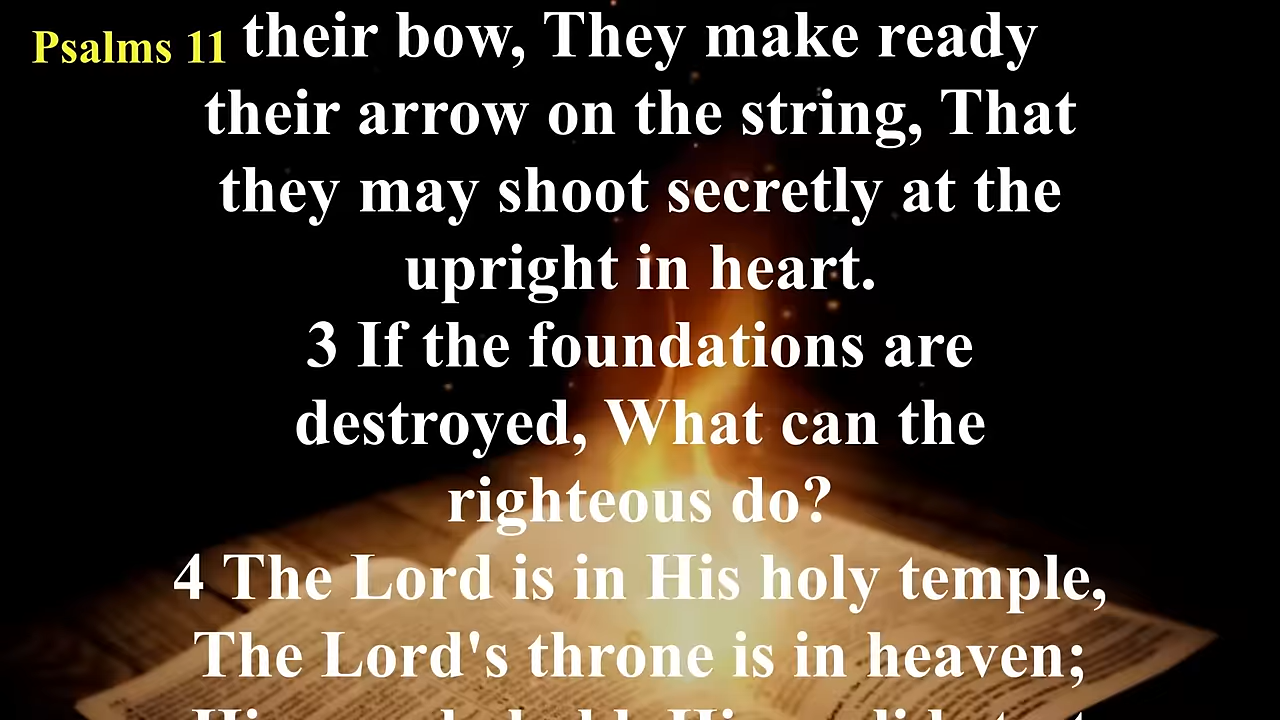 Psalms 11
their bow, They make ready
their arrow on the string, That
they may shoot secretly at the
upright in heart.
3 If the foundations are
destroyed, What can the
righteous do?
4 The Lord is in His holy temple,
The Lord's throne is in heaven;